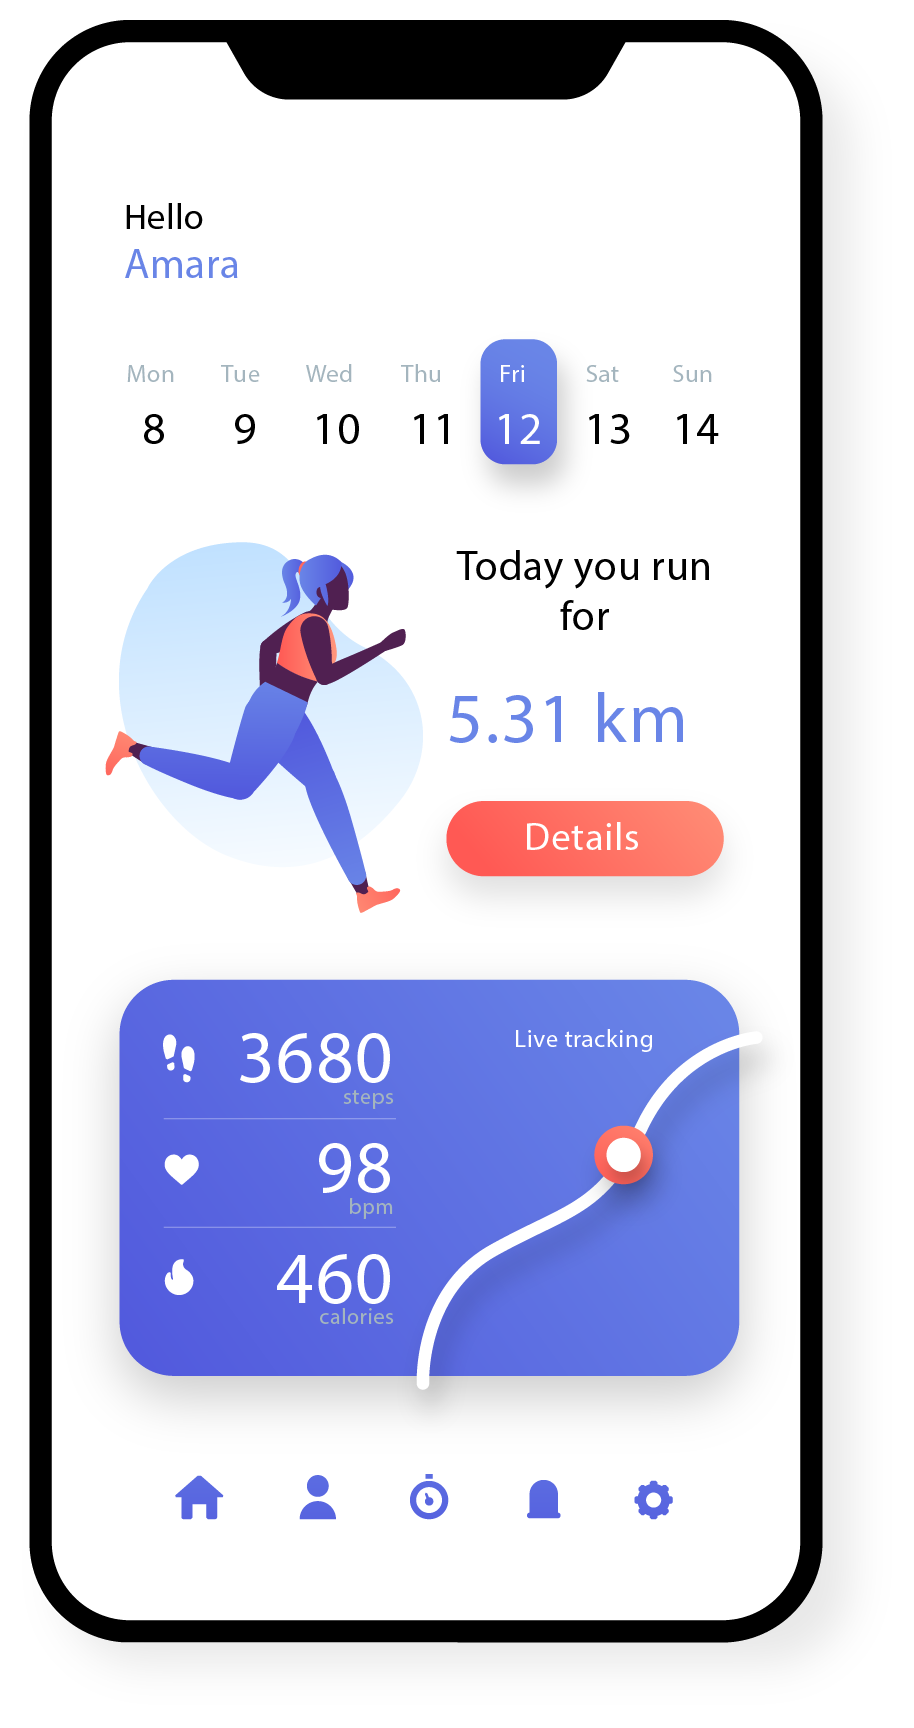 Hello
Amara
Mon Tue Wed Thu Fri Sat Sun
8 9 10 11 12 13 14
Today you run
for
5.31 km
Details
Live tracking
3680
steps
98
bpm
460
calories